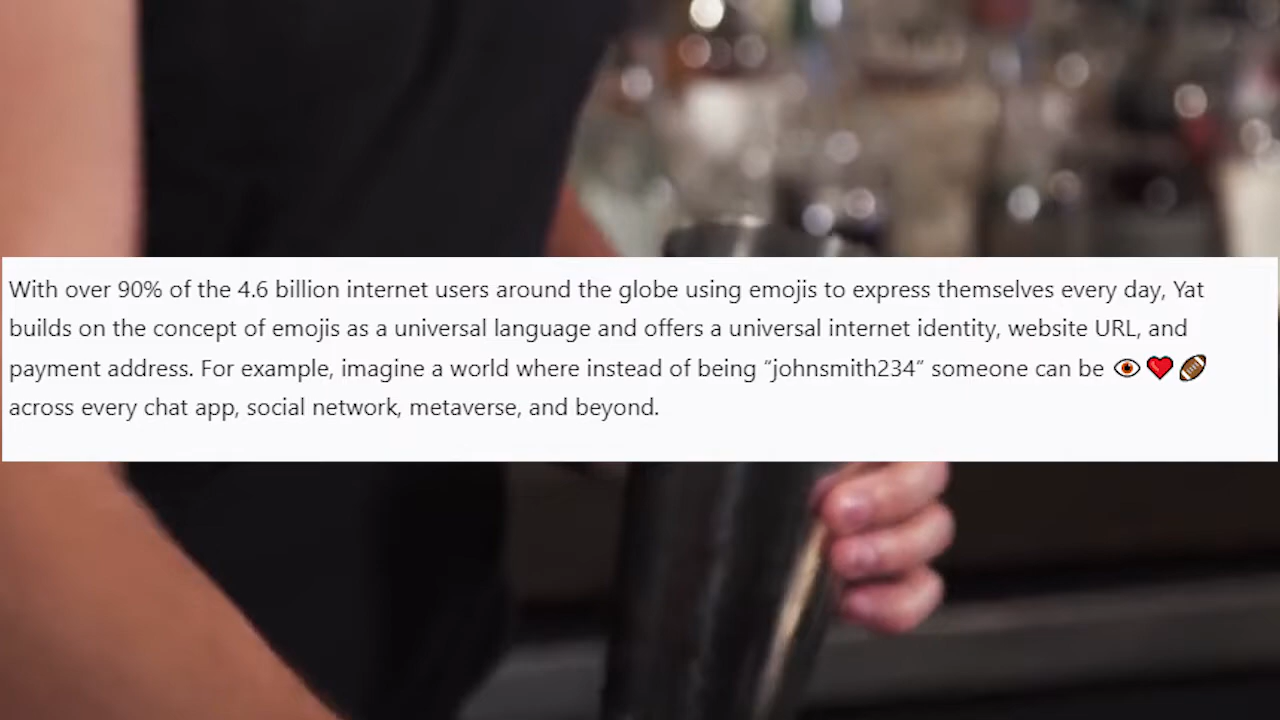 With over 90% of the 4.6 billion internet users around the globe using emojis to express themselves every day, Yat
builds on the concept of emojis as a universal language and offers a universal internet identity, website URL, and
payment address. For example, imagine a world where instead of being “johnsmith234” someone can be 👁️❤️🏈
across every chat app, social network, metaverse, and beyond.